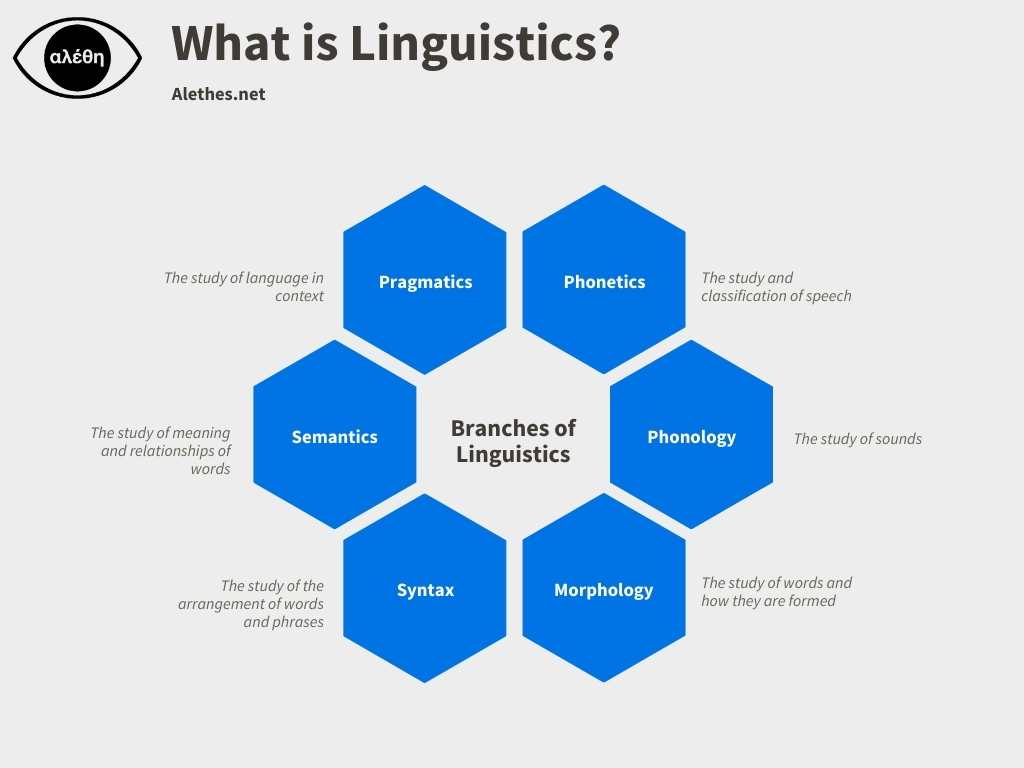 αλέθη
What is Linguistics?
Alethes.net
Pragmatics
The study of language in
context
Phonetics
The study and
classification of speech
Semantics
The study of meaning
and relationships of
words
Branches of
Linguistics
Phonology
The study of sounds
Syntax
The study of the
arrangement of words
and phrases
Morphology
The study of words and
how they are formed